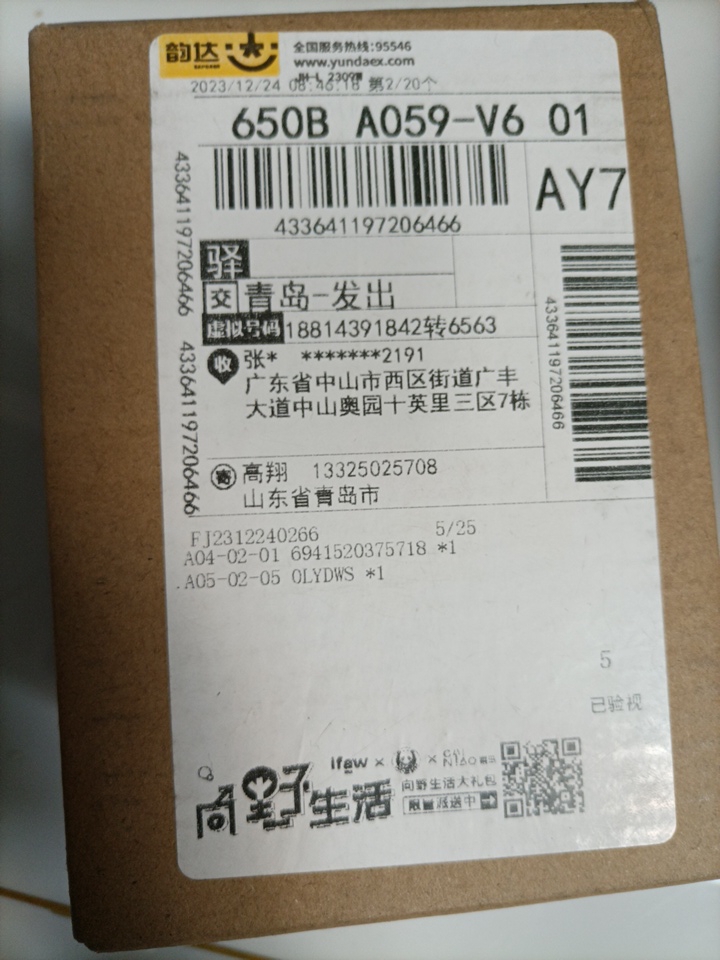 韵达
全国服务热线:95546
www.yundaex.com
2023/12/24 08:46:18 第2/20个
650B A059-V6 01
433641197206466
AY7
433641197206466
驿
交 青岛-发出
虚拟号码 18814391842转6563
收 张* *******2191
广东省中山市西区街道广丰
大道中山奥园十英里三区7栋
433641197206466
433641197206466
寄 高翔 13325025708
山东省青岛市
FJ2312240266 5/25
A04-02-01 6941520375718 *1
A05-02-05 OLYDWS *1
5
已验视
ifaw × ×
向野生活
向野生活大礼包
限量派送中